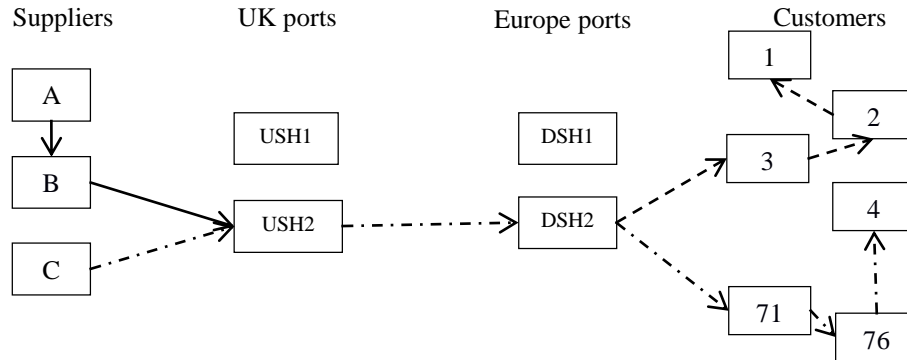 Suppliers UK ports Europe ports Customers
1
A
2
USH1 DSH1
3
B
4
USH2 DSH2
C
71
76